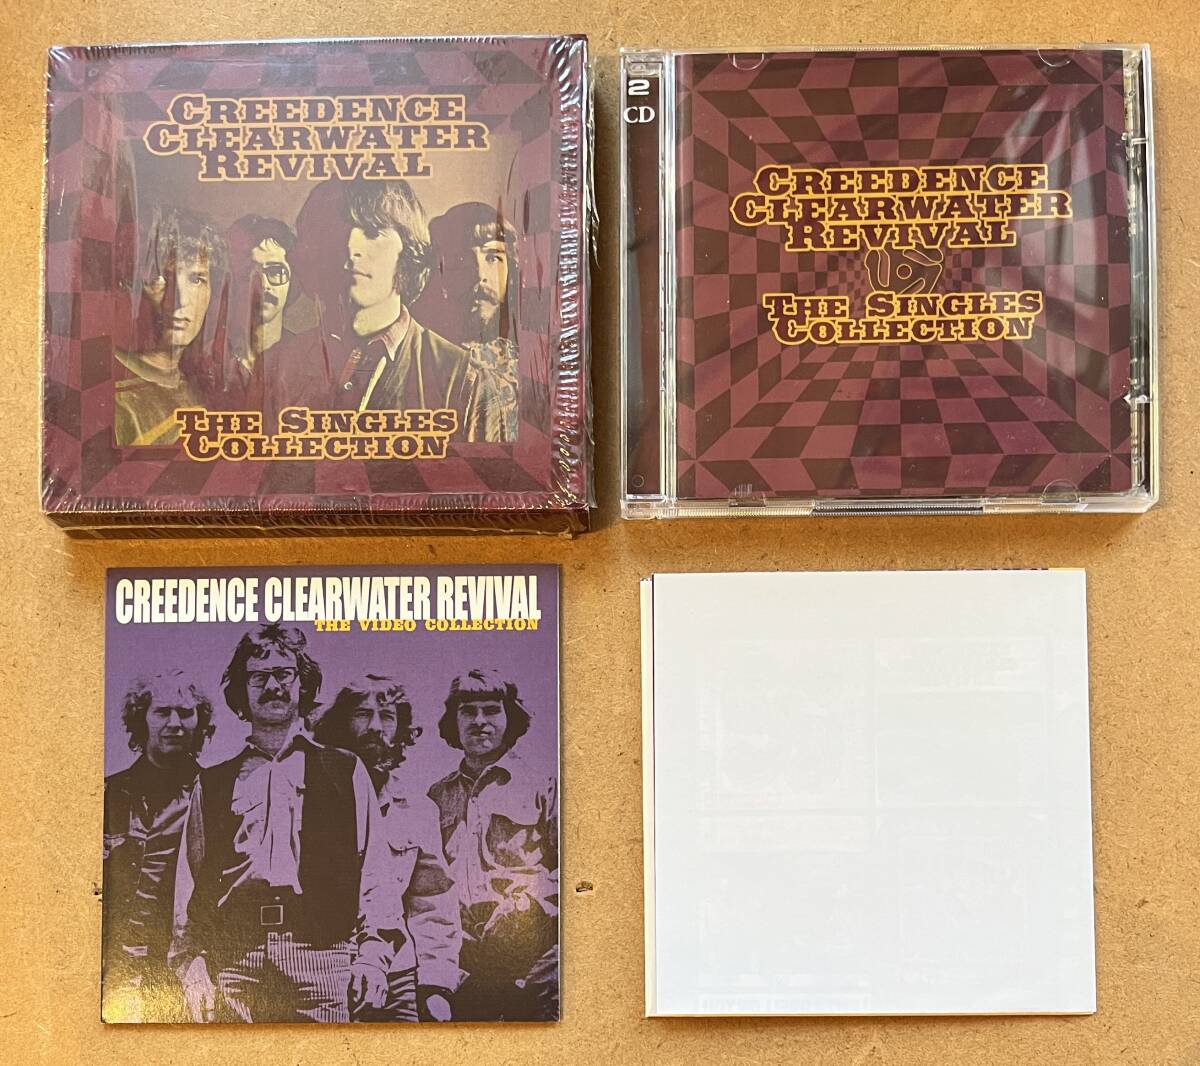 CREEDENCE
CLEARWATER
REVIVAL
THE SINGLES
COLLECTION
2
CD
CREEDENCE
CLEARWATER
REVIVAL
THE SINGLES
COLLECTION
CREEDENCE CLEARWATER REVIVAL
THE VIDEO COLLECTION